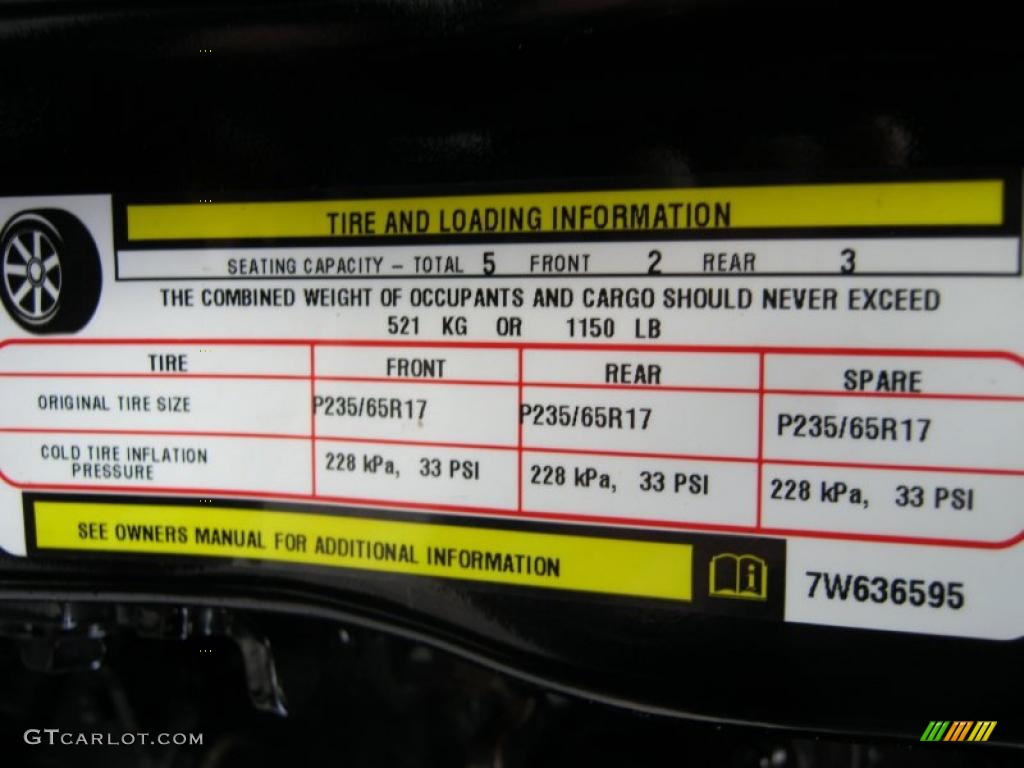 TIRE AND LOADING INFORMATION
SEATING CAPACITY – TOTAL 5 FRONT 2 REAR 3
THE COMBINED WEIGHT OF OCCUPANTS AND CARGO SHOULD NEVER EXCEED
521 KG OR 1150 LB
TIRE FRONT REAR SPARE
ORIGINAL TIRE SIZE P235/65R17 P235/65R17 P235/65R17
COLD TIRE INFLATION
PRESSURE 228 kPa, 33 PSI 228 kPa, 33 PSI 228 kPa, 33 PSI
SEE OWNERS MANUAL FOR ADDITIONAL INFORMATION
7W636595
GTCARLOT.COM